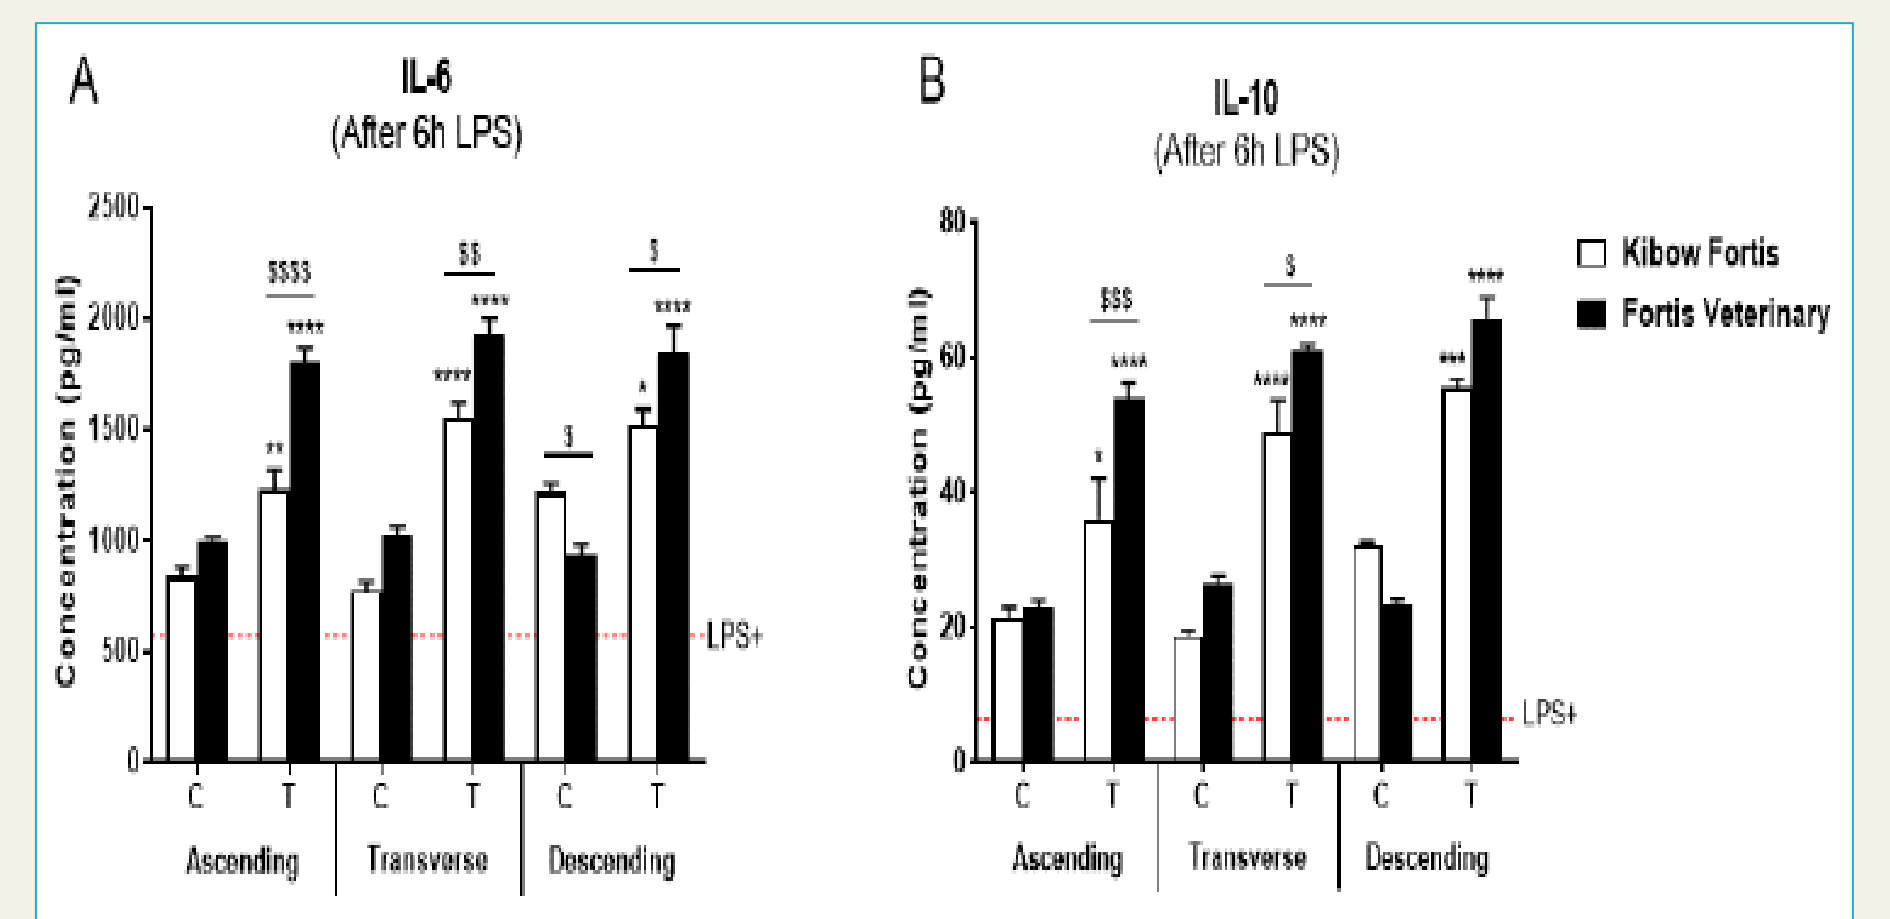 A
IL-6
(After 6h LPS)
Concentration (pg/ml)
2500
2000
1500
1000
500
0
$$$$
****
**
$$
****
****
$
$
****
*
LPS+
C T C T C T
Ascending Transverse Descending
B
IL-10
(After 6h LPS)
Concentration (pg/ml)
80
60
40
20
0
$$$
****
*
$
****
****
****
***
LPS+
C T C T C T
Ascending Transverse Descending
Kibow Fortis
Fortis Veterinary